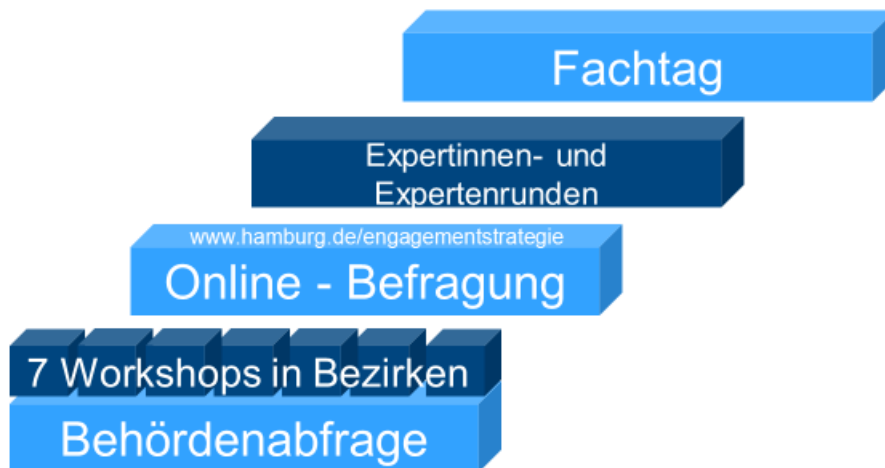 Fachtag
Expertinnen- und
Expertenrunden
www.hamburg.de/engagementstrategie
Online - Befragung
7 Workshops in Bezirken
Behördenabfrage